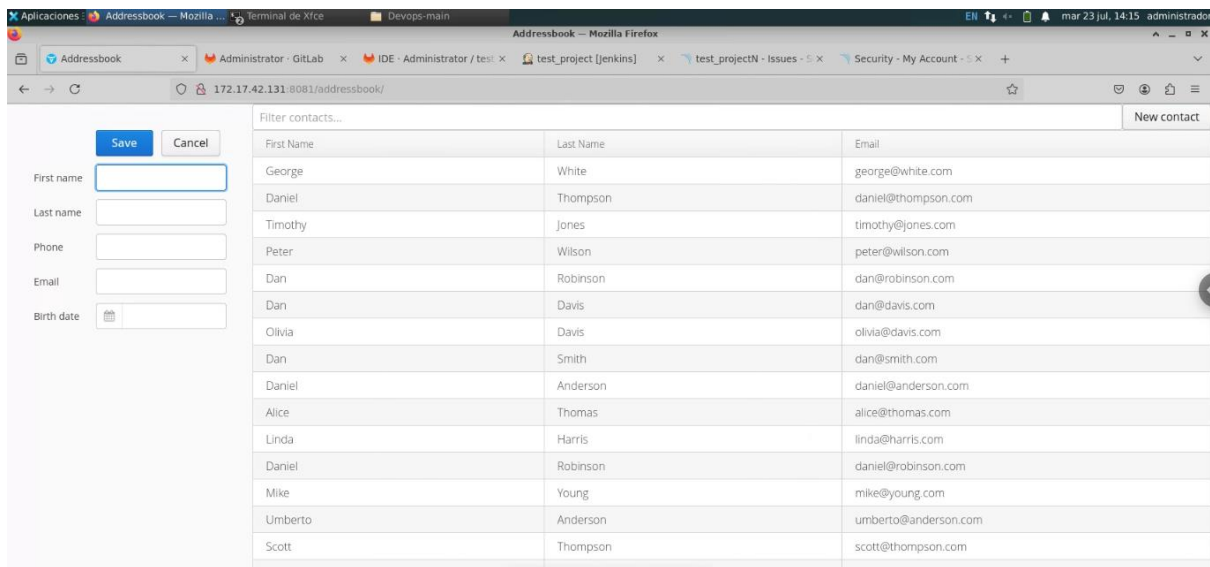 Aplicaciones Addressbook — Mozilla ... Terminal de Xfce Devops-main EN mar 23 jul, 14:15 administrador
Addressbook — Mozilla Firefox
Addressbook Administrator · GitLab IDE · Administrator / test test_project [Jenkins] test_projectN - Issues - S Security - My Account - S
172.17.42.131:8081/addressbook/
Filter contacts... New contact
Save Cancel
First Name Last Name Email
First name
Last name
Phone
Email
Birth date
George White george@white.com
Daniel Thompson daniel@thompson.com
Timothy Jones timothy@jones.com
Peter Wilson peter@wilson.com
Dan Robinson dan@robinson.com
Dan Davis dan@davis.com
Olivia Davis olivia@davis.com
Dan Smith dan@smith.com
Daniel Anderson daniel@anderson.com
Alice Thomas alice@thomas.com
Linda Harris linda@harris.com
Daniel Robinson daniel@robinson.com
Mike Young mike@young.com
Umberto Anderson umberto@anderson.com
Scott Thompson scott@thompson.com